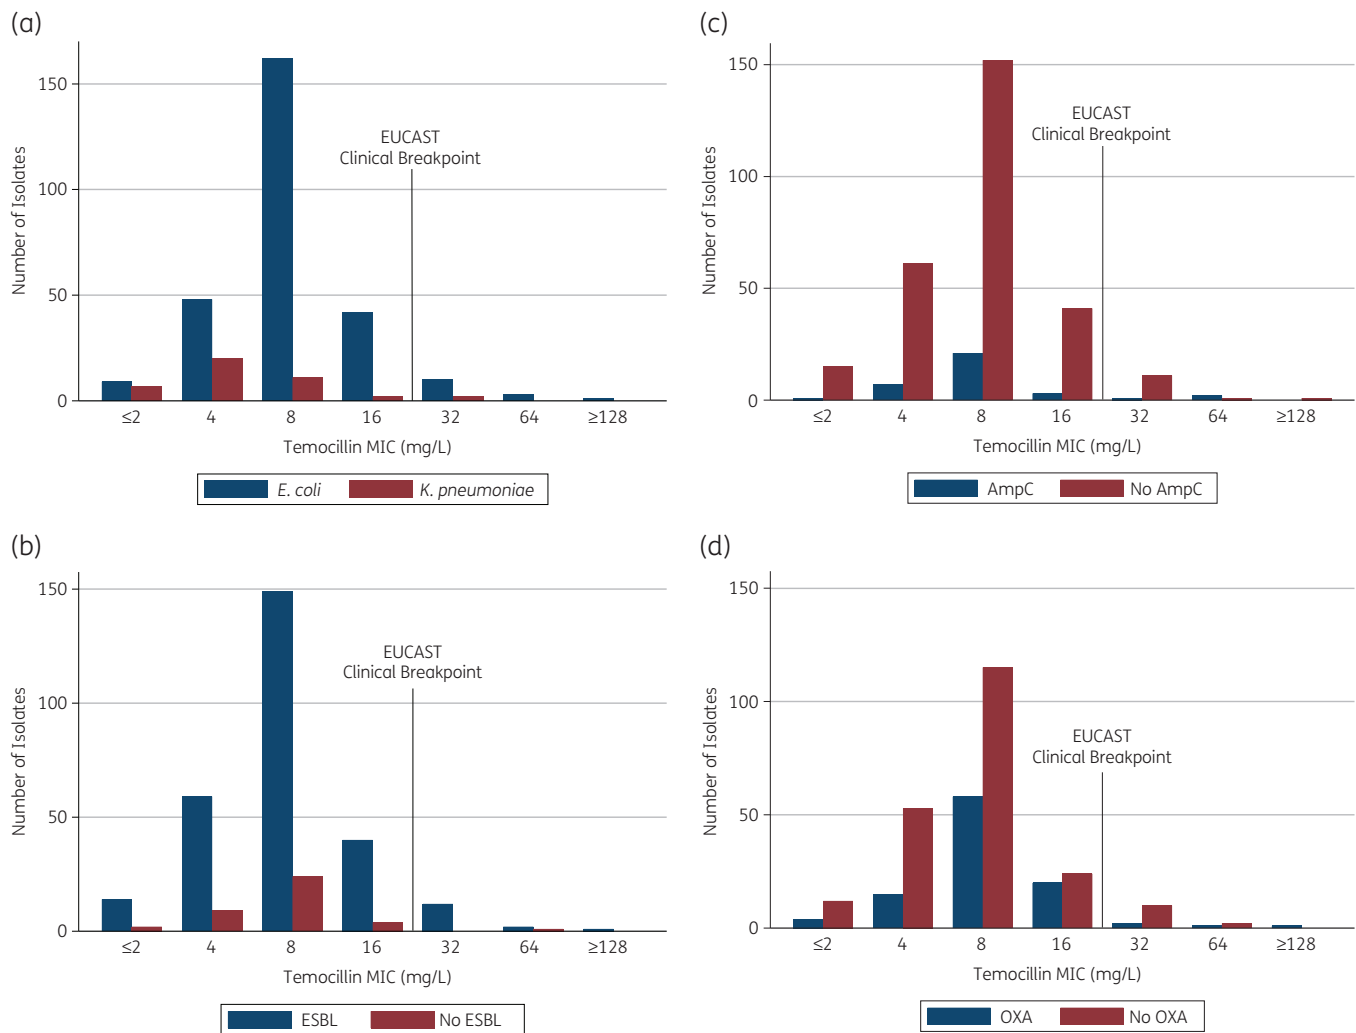 (a)
Number of Isolates
150
100
50
0
EUCAST
Clinical Breakpoint
≤2 4 8 16 32 64 ≥128
Temocillin MIC (mg/L)
E. coli K. pneumoniae
(b)
Number of Isolates
150
100
50
0
EUCAST
Clinical Breakpoint
≤2 4 8 16 32 64 ≥128
Temocillin MIC (mg/L)
ESBL No ESBL
(c)
Number of Isolates
150
100
50
0
EUCAST
Clinical Breakpoint
≤2 4 8 16 32 64 ≥128
Temocillin MIC (mg/L)
AmpC No AmpC
(d)
Number of Isolates
150
100
50
0
EUCAST
Clinical Breakpoint
≤2 4 8 16 32 64 ≥128
Temocillin MIC (mg/L)
OXA No OXA